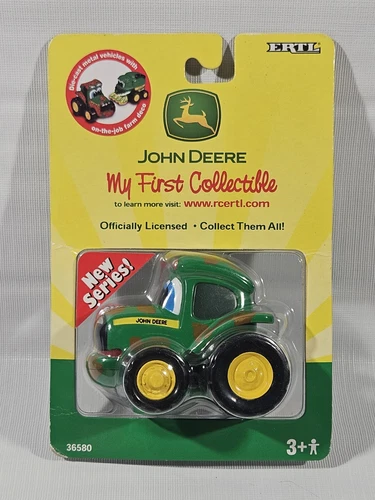 Die-cast metal vehicles with
on-the-job farm deco
ERTL
JOHN DEERE
My First Collectible
to learn more visit: www.rcertl.com
Officially Licensed • Collect Them All!
New
Series!
JOHN DEERE
36580
3+